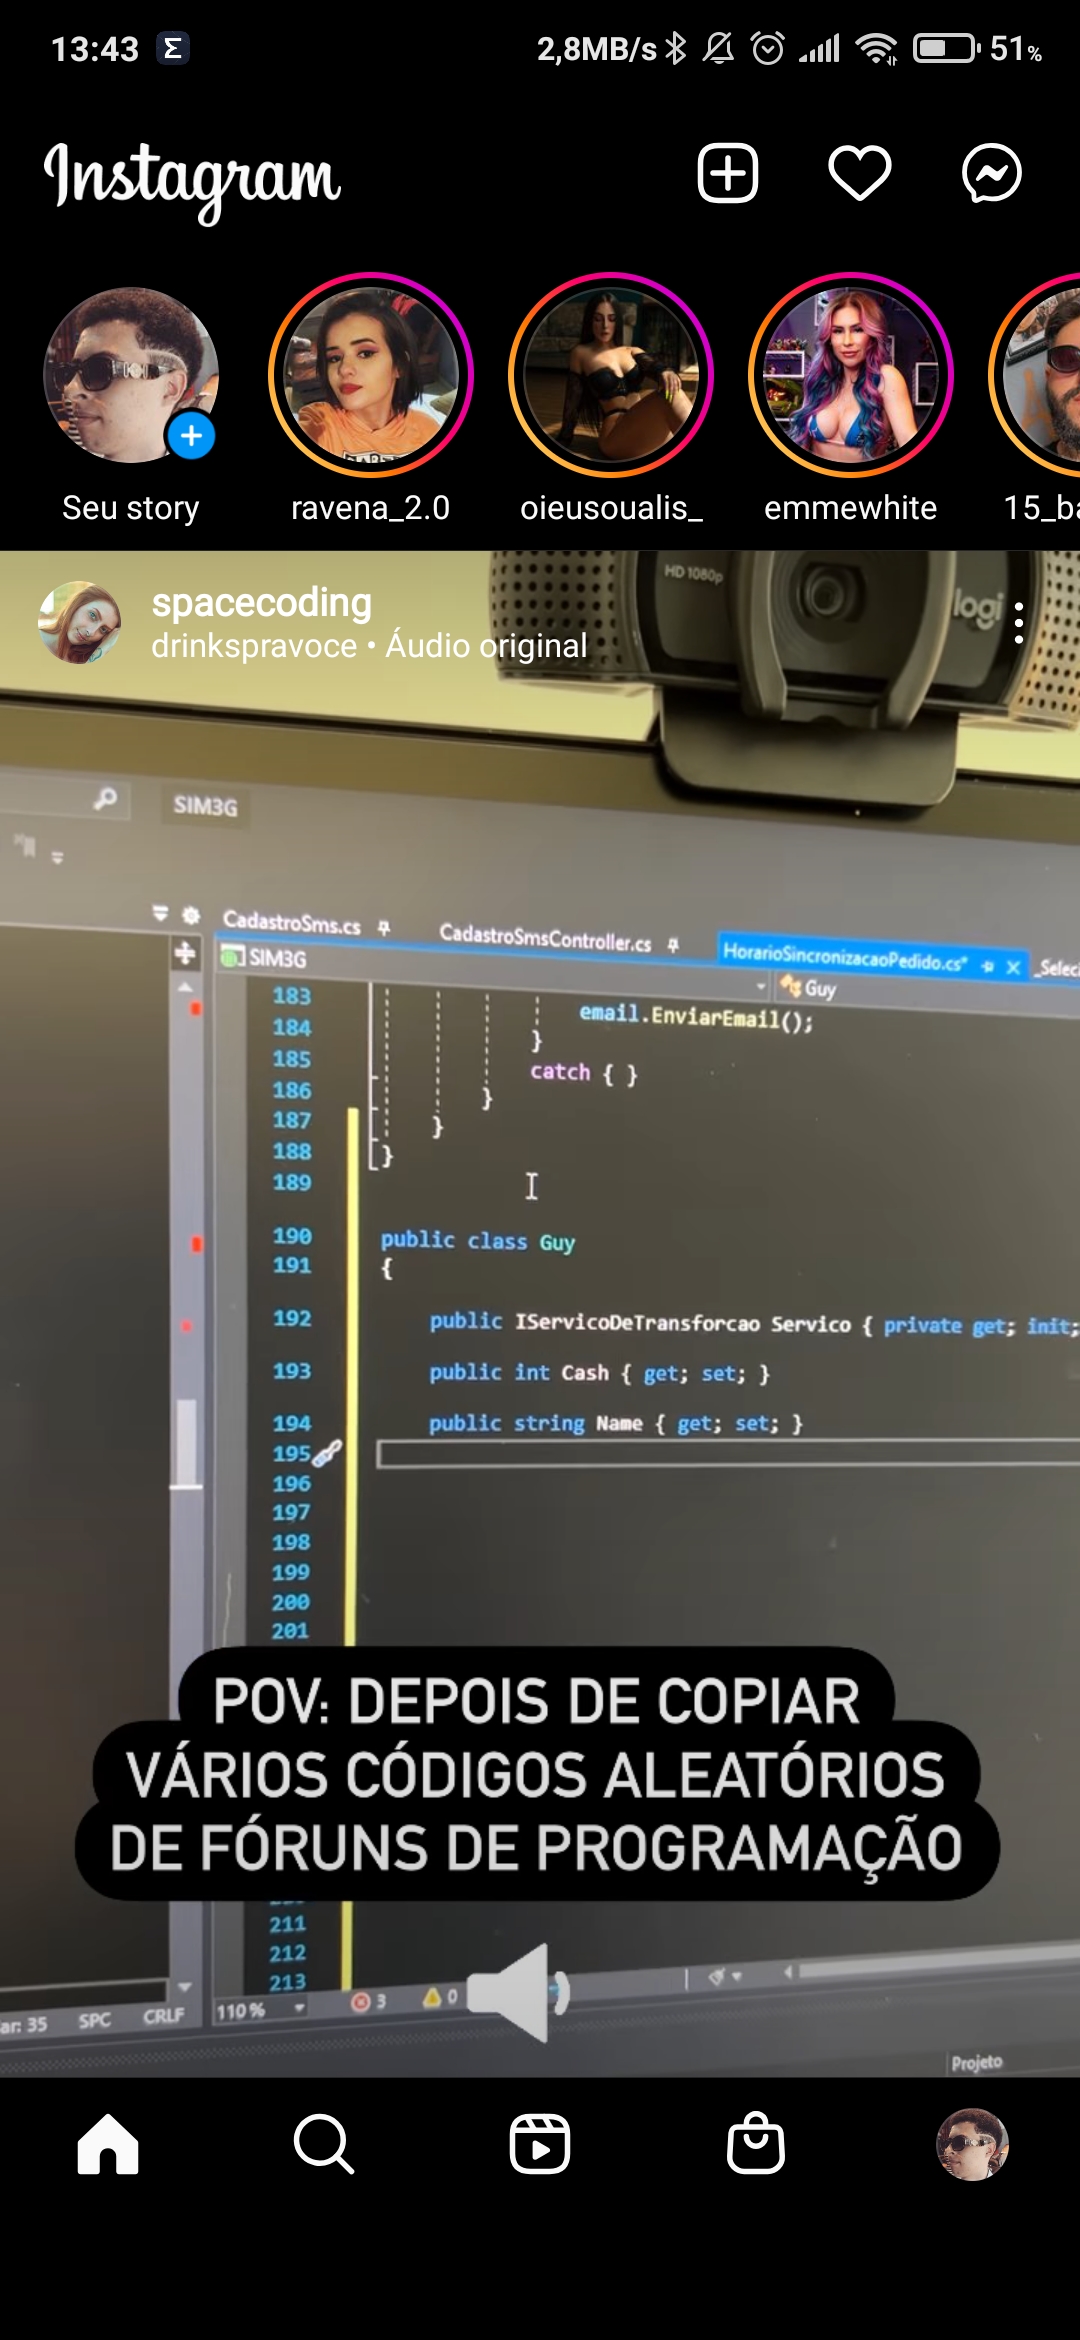 13:43 Σ 2,8MB/s 51%
Instagram
Seu story ravena_2.0 oieusoualis_ emmewhite 15_ba
spacecoding
drinkspravoce • Áudio original
HD 1080p logi
SIM3G
CadastroSms.cs CadastroSmsController.cs HorarioSincronizacaoPedido.cs* _Seleci
SIM3G Guy
183 email.EnviarEmail();
184 }
185 catch { }
186 }
187 }
188 }
189
190 public class Guy
191 {
192 public IServicoDeTransforcao Servico { private get; init;
193 public int Cash { get; set; }
194 public string Name { get; set; }
195
196
197
198
199
200
201
POV: DEPOIS DE COPIAR
VÁRIOS CÓDIGOS ALEATÓRIOS
DE FÓRUNS DE PROGRAMAÇÃO
211
212
213
ar: 35 SPC CRLF 110 % 3 0
Projeto